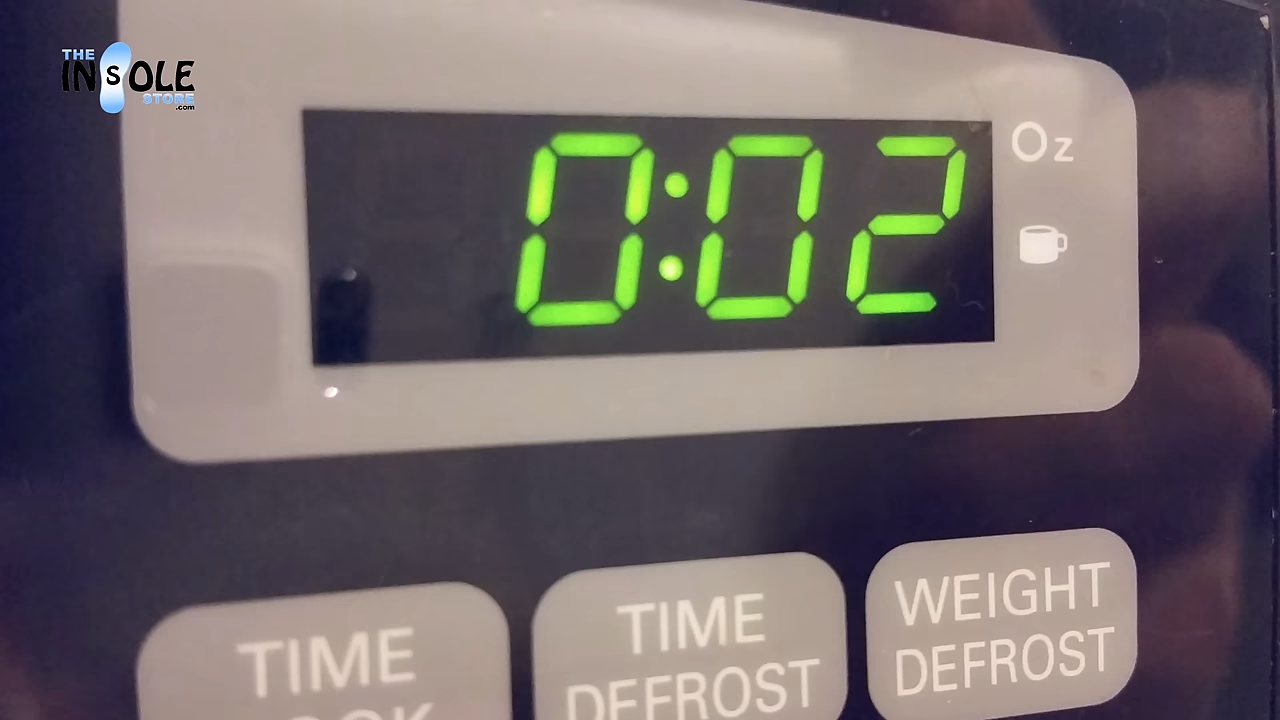 THE
INSOLE
STORE
.com
0:02
Oz
TIME
TIME
DEFROST
WEIGHT
DEFROST